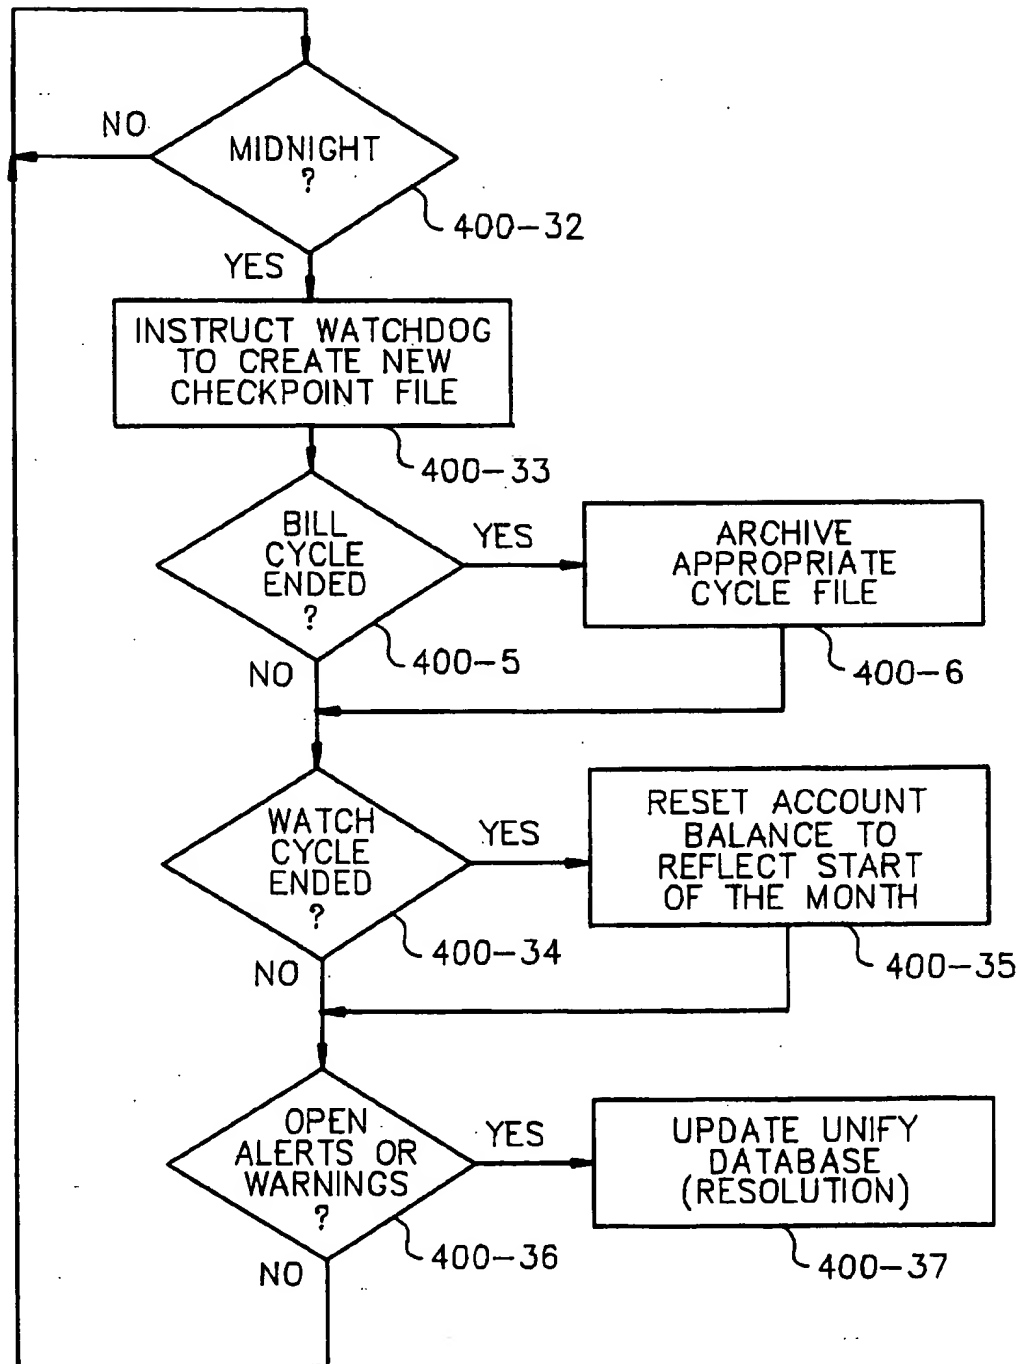 NO
MIDNIGHT
?
400-32
YES
INSTRUCT WATCHDOG
TO CREATE NEW
CHECKPOINT FILE
400-33
BILL
CYCLE
ENDED
?
YES
ARCHIVE
APPROPRIATE
CYCLE FILE
400-5
400-6
NO
WATCH
CYCLE
ENDED
?
YES
RESET ACCOUNT
BALANCE TO
REFLECT START
OF THE MONTH
400-34
400-35
NO
OPEN
ALERTS OR
WARNINGS
?
YES
UPDATE UNIFY
DATABASE
(RESOLUTION)
400-36
400-37
NO